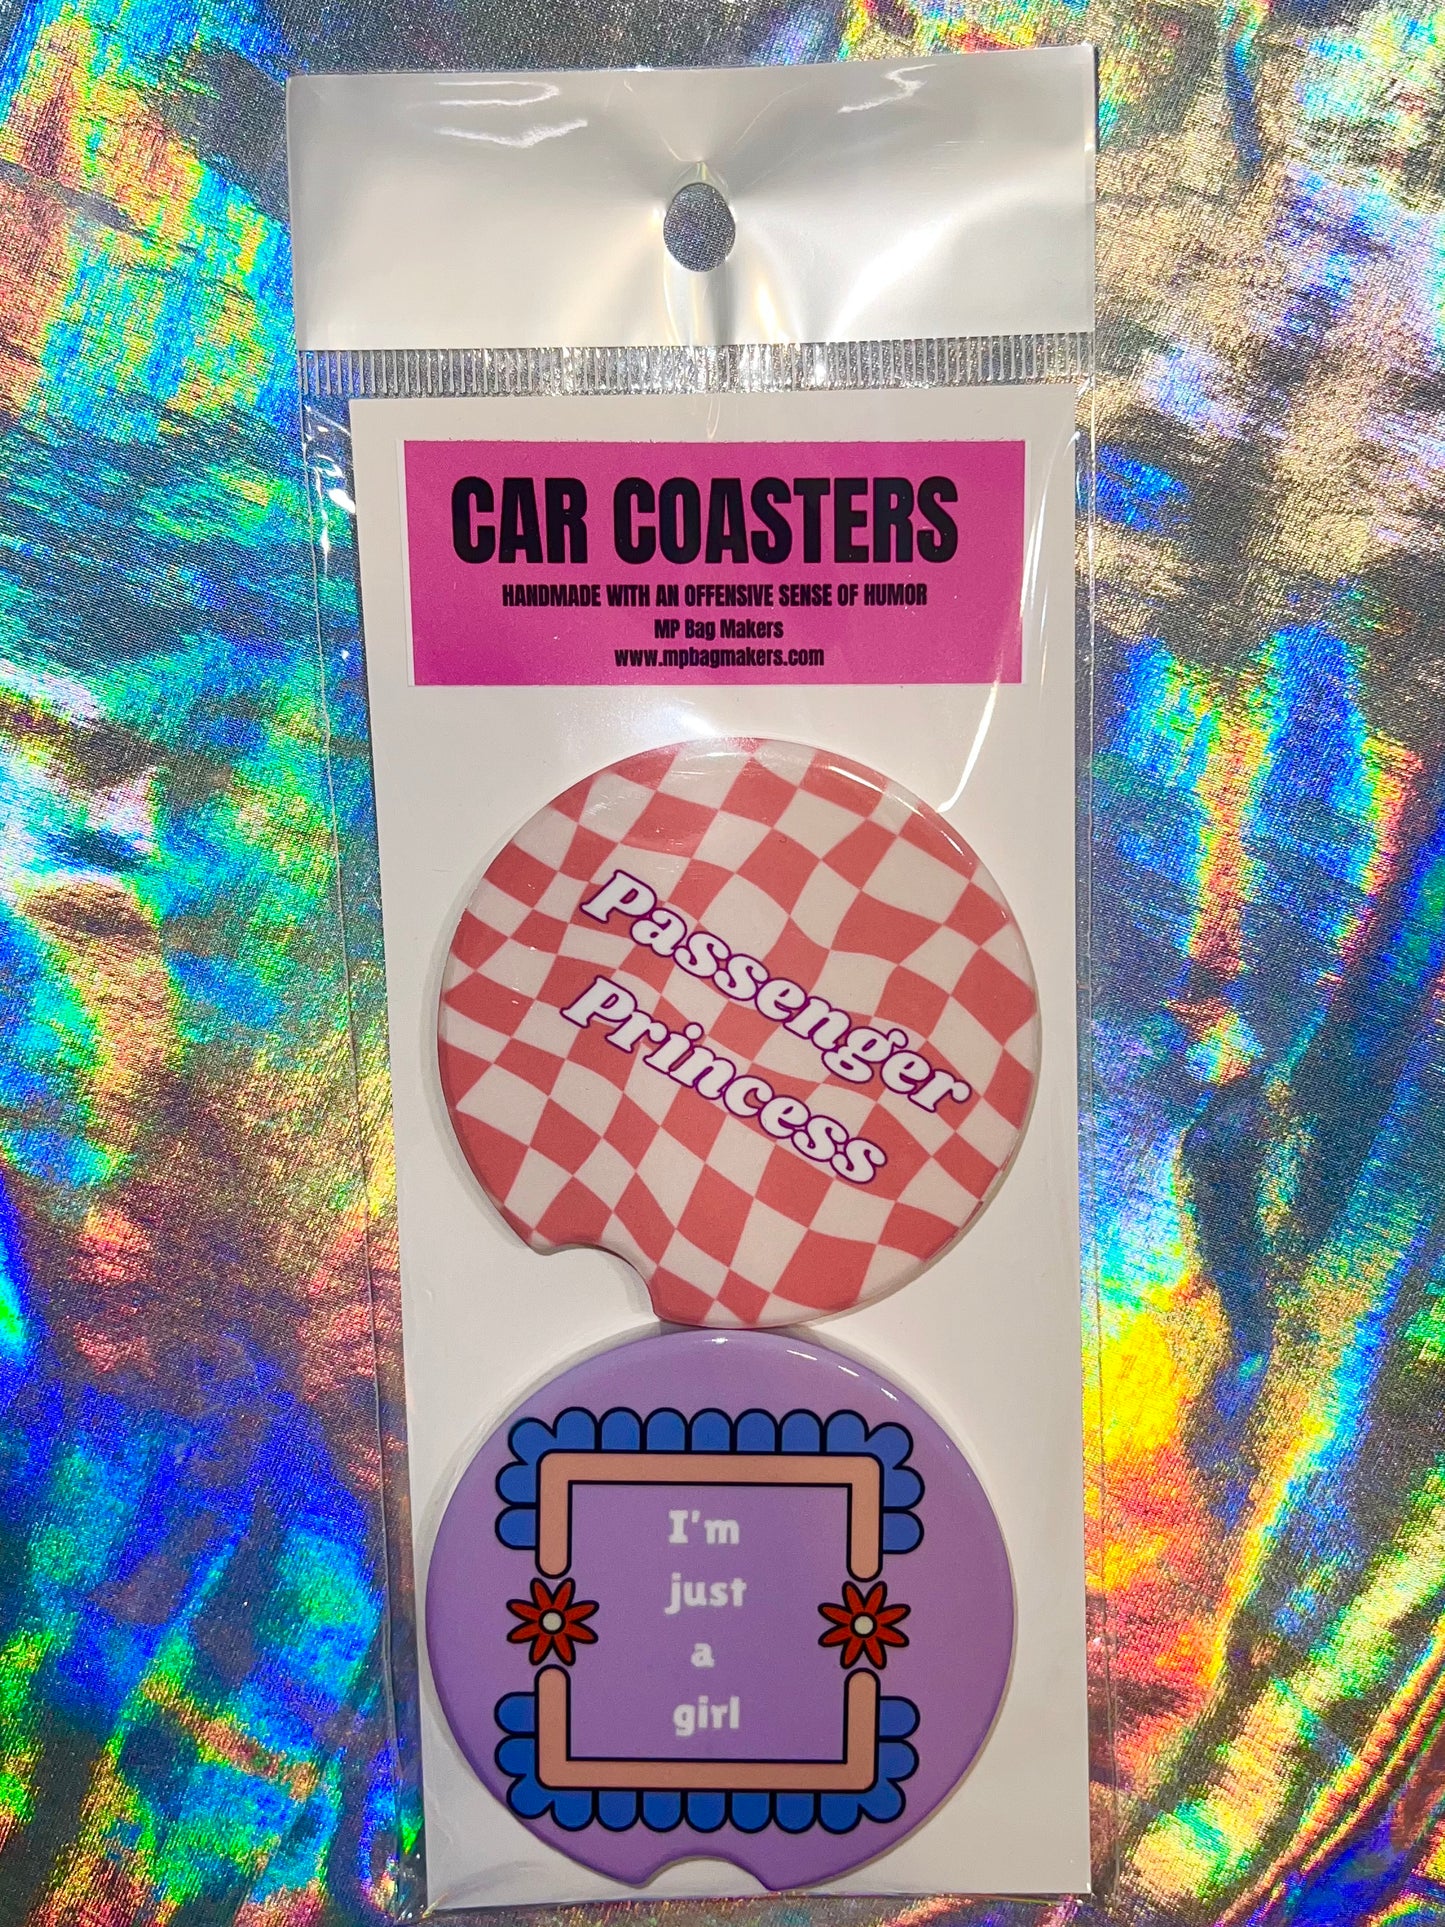 CAR COASTERS
HANDMADE WITH AN OFFENSIVE SENSE OF HUMOR
MP Bag Makers
www.mpbagmakers.com
Passenger
Princess
I'm
just
a
girl